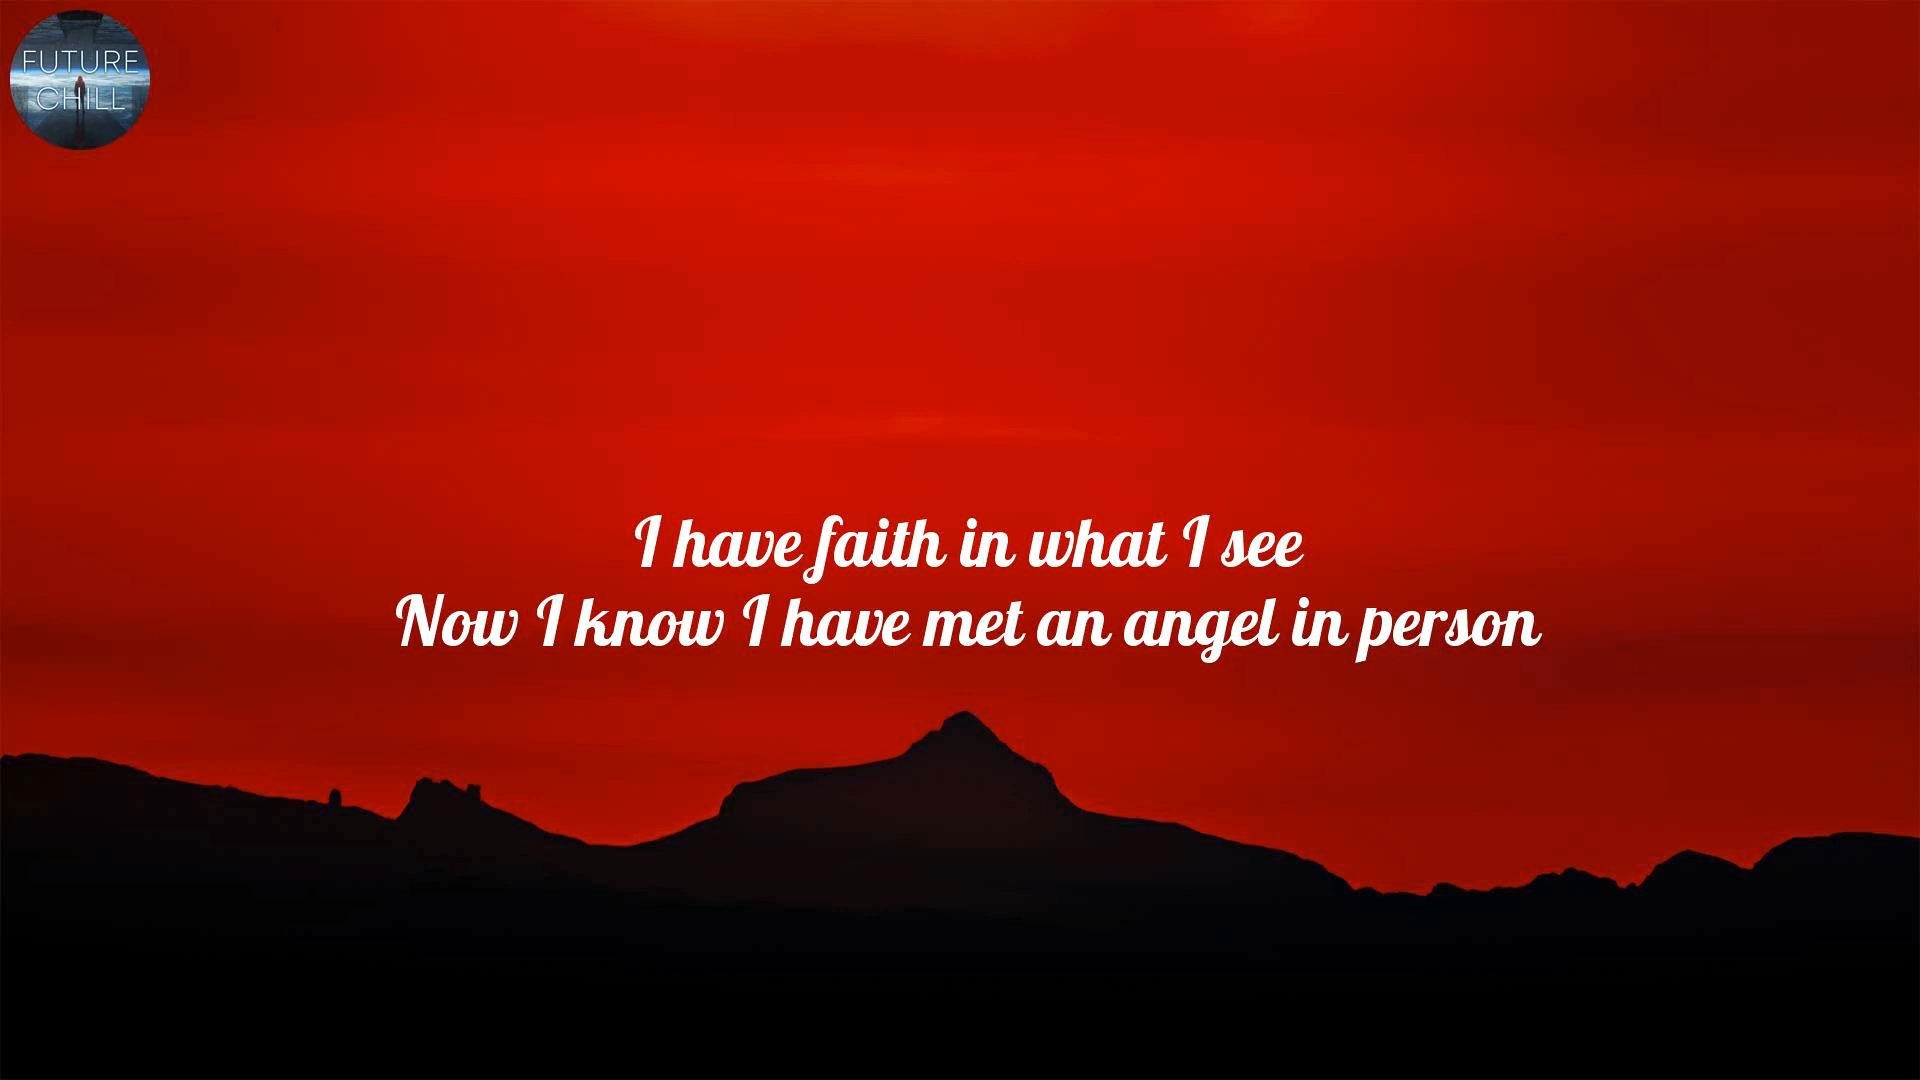 FUTURE
CHILL
I have faith in what I see
Now I know I have met an angel in person